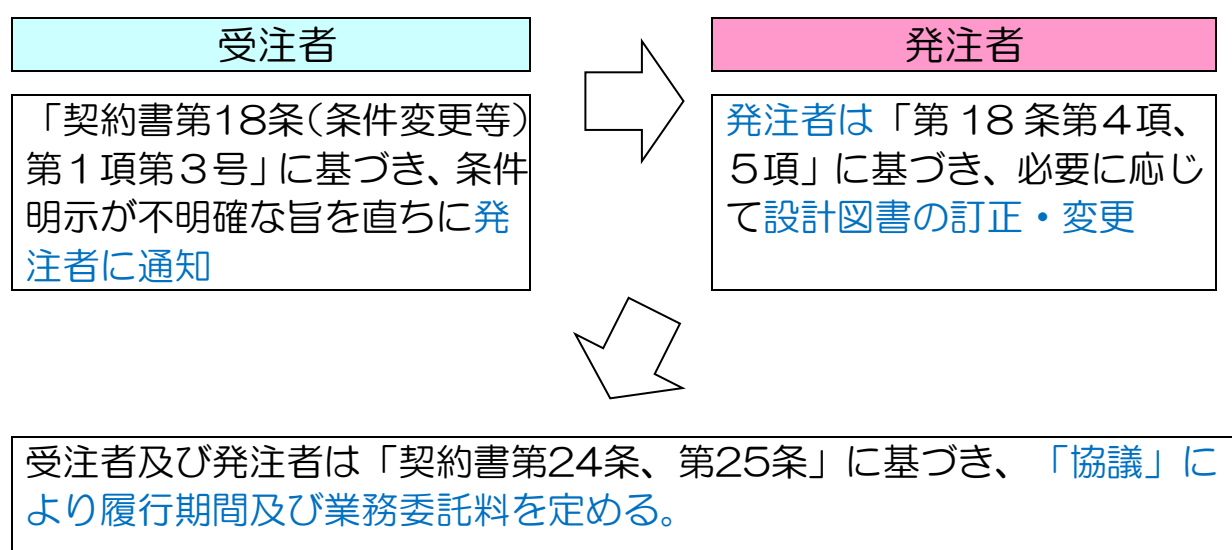 受注者
「契約書第18条(条件変更等)
第1項第3号」に基づき、条件
明示が不明確な旨を直ちに発
注者に通知
発注者
発注者は「第18条第4項、
5項」に基づき、必要に応じ
て設計図書の訂正・変更
受注者及び発注者は「契約書第24条、第25条」に基づき、「協議」に
より履行期間及び業務委託料を定める。